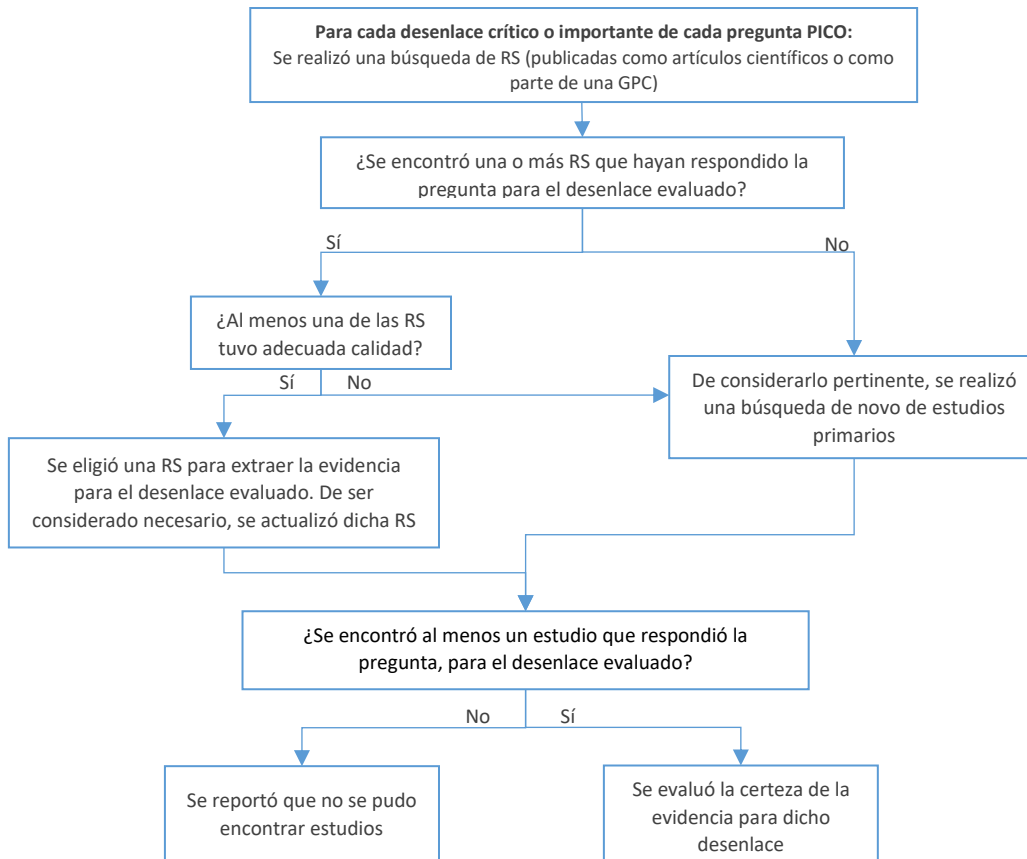 Para cada desenlace crítico o importante de cada pregunta PICO:
Se realizó una búsqueda de RS (publicadas como artículos científicos o como
parte de una GPC)
¿Se encontró una o más RS que hayan respondido la
pregunta para el desenlace evaluado?
Sí
No
¿Al menos una de las RS
tuvo adecuada calidad?
Sí
No
De considerarlo pertinente, se realizó
una búsqueda de novo de estudios
primarios
Se eligió una RS para extraer la evidencia
para el desenlace evaluado. De ser
considerado necesario, se actualizó dicha RS
¿Se encontró al menos un estudio que respondió la
pregunta, para el desenlace evaluado?
No
Sí
Se reportó que no se pudo
encontrar estudios
Se evaluó la certeza de la
evidencia para dicho
desenlace